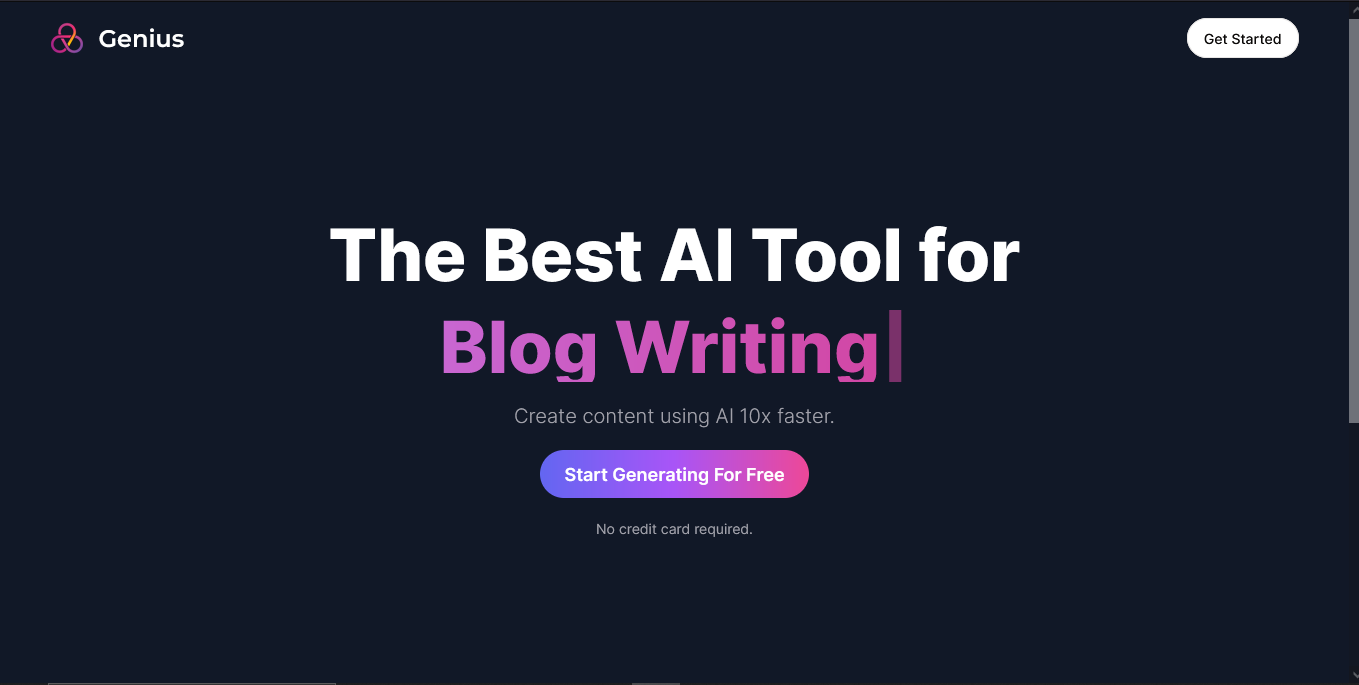 Genius
Get Started
The Best AI Tool for
Blog Writing
Create content using AI 10x faster.
Start Generating For Free
No credit card required.